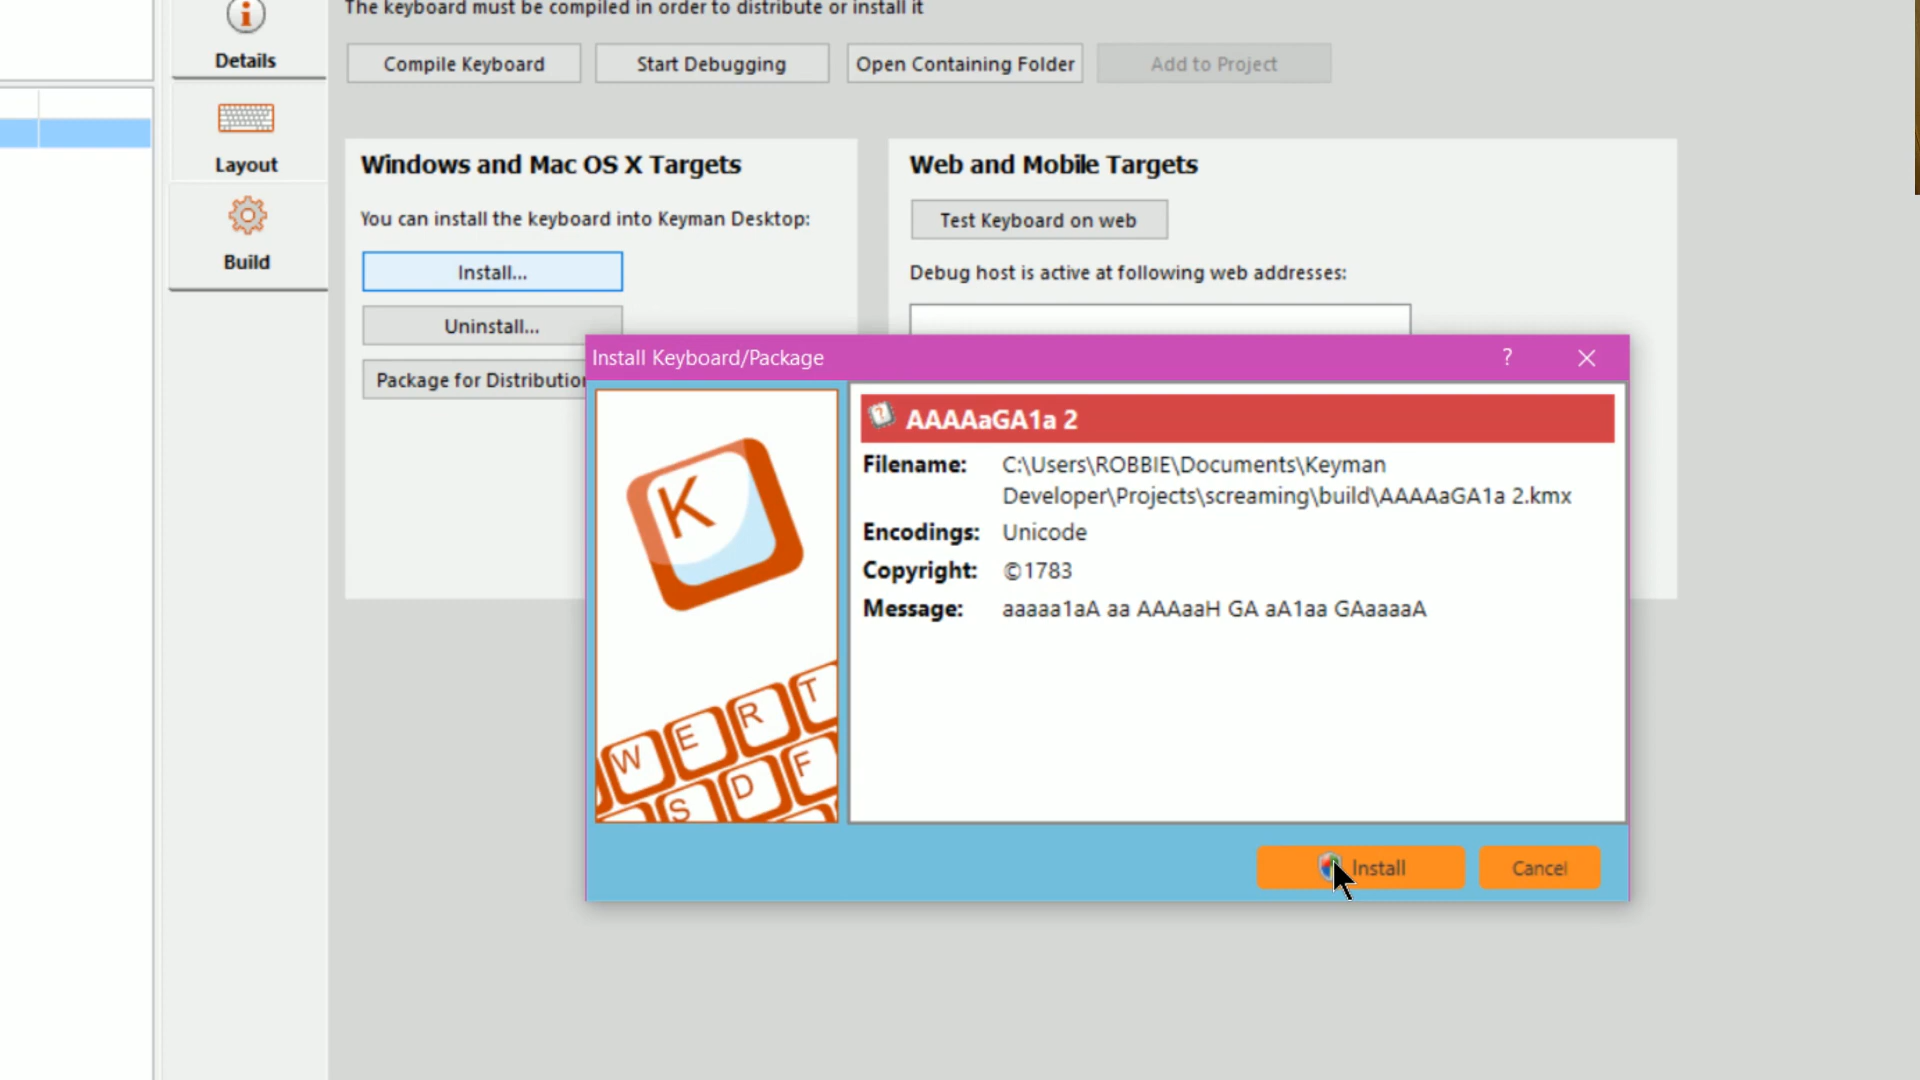 The keyboard must be compiled in order to distribute or install it
Details
Compile Keyboard
Start Debugging
Open Containing Folder
Add to Project
Layout
Build
Windows and Mac OS X Targets
You can install the keyboard into Keyman Desktop:
Install...
Uninstall...
Package for Distribution
Web and Mobile Targets
Test Keyboard on web
Debug host is active at following web addresses:
Install Keyboard/Package
?
K
W E R T
S D F
AAAAaGA1a 2
Filename: C:\Users\ROBBIE\Documents\Keyman
Developer\Projects\screaming\build\AAAAaGA1a 2.kmx
Encodings: Unicode
Copyright: ©1783
Message: aaaaa1aA aa AAAaaH GA aA1aa GAaaaaA
Install
Cancel